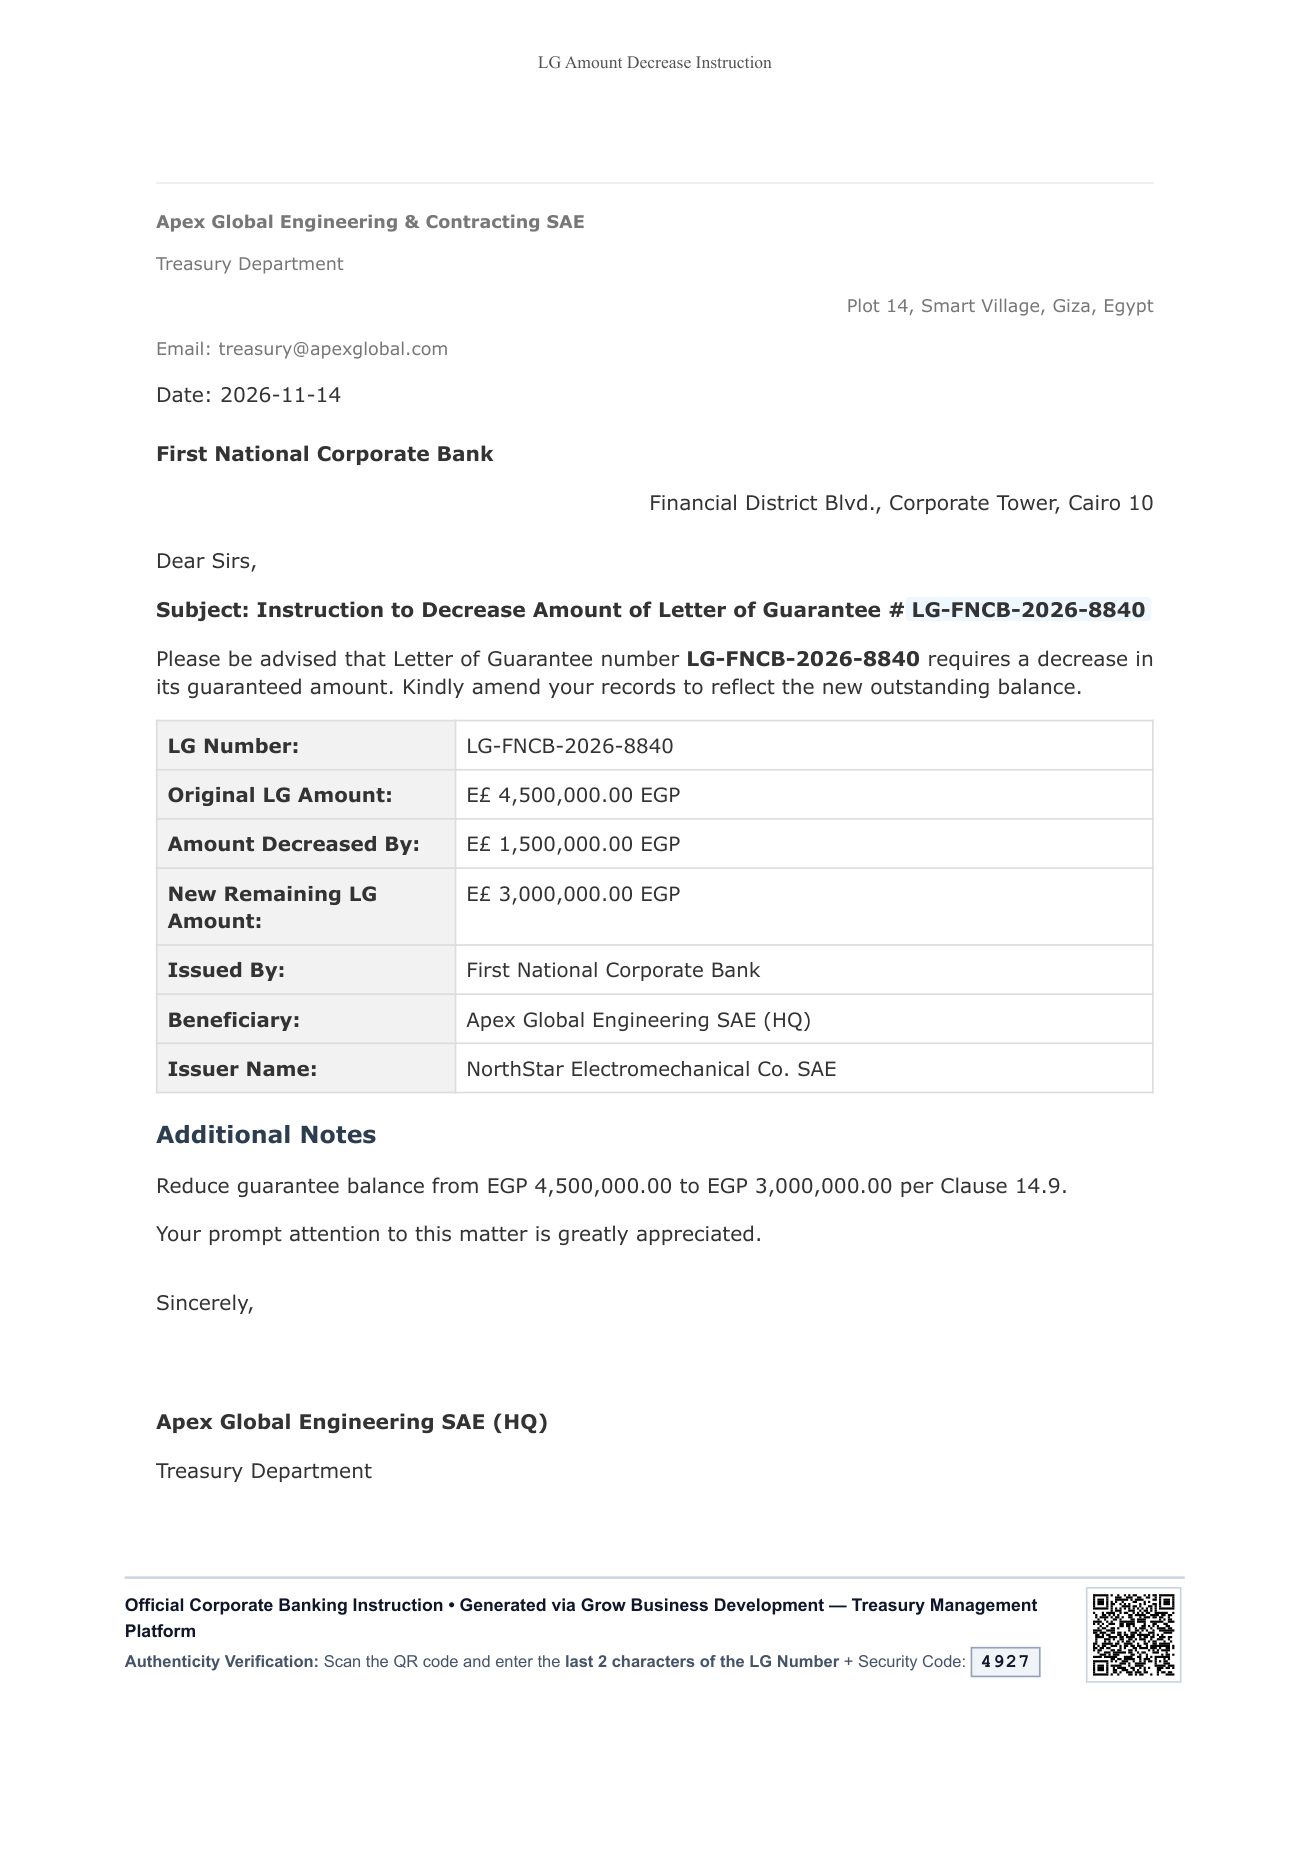 LG Amount Decrease Instruction
Apex Global Engineering & Contracting SAE
Treasury Department
Plot 14, Smart Village, Giza, Egypt
Email: treasury@apexglobal.com
Date: 2026-11-14
First National Corporate Bank
Financial District Blvd., Corporate Tower, Cairo 10
Dear Sirs,
Subject: Instruction to Decrease Amount of Letter of Guarantee # LG-FNCB-2026-8840
Please be advised that Letter of Guarantee number LG-FNCB-2026-8840 requires a decrease in
its guaranteed amount. Kindly amend your records to reflect the new outstanding balance.
LG Number: LG-FNCB-2026-8840
Original LG Amount: E£ 4,500,000.00 EGP
Amount Decreased By: E£ 1,500,000.00 EGP
New Remaining LG E£ 3,000,000.00 EGP
Amount:
Issued By: First National Corporate Bank
Beneficiary: Apex Global Engineering SAE (HQ)
Issuer Name: NorthStar Electromechanical Co. SAE
Additional Notes
Reduce guarantee balance from EGP 4,500,000.00 to EGP 3,000,000.00 per Clause 14.9.
Your prompt attention to this matter is greatly appreciated.
Sincerely,
Apex Global Engineering SAE (HQ)
Treasury Department
Official Corporate Banking Instruction • Generated via Grow Business Development — Treasury Management
Platform
Authenticity Verification: Scan the QR code and enter the last 2 characters of the LG Number + Security Code: 4927